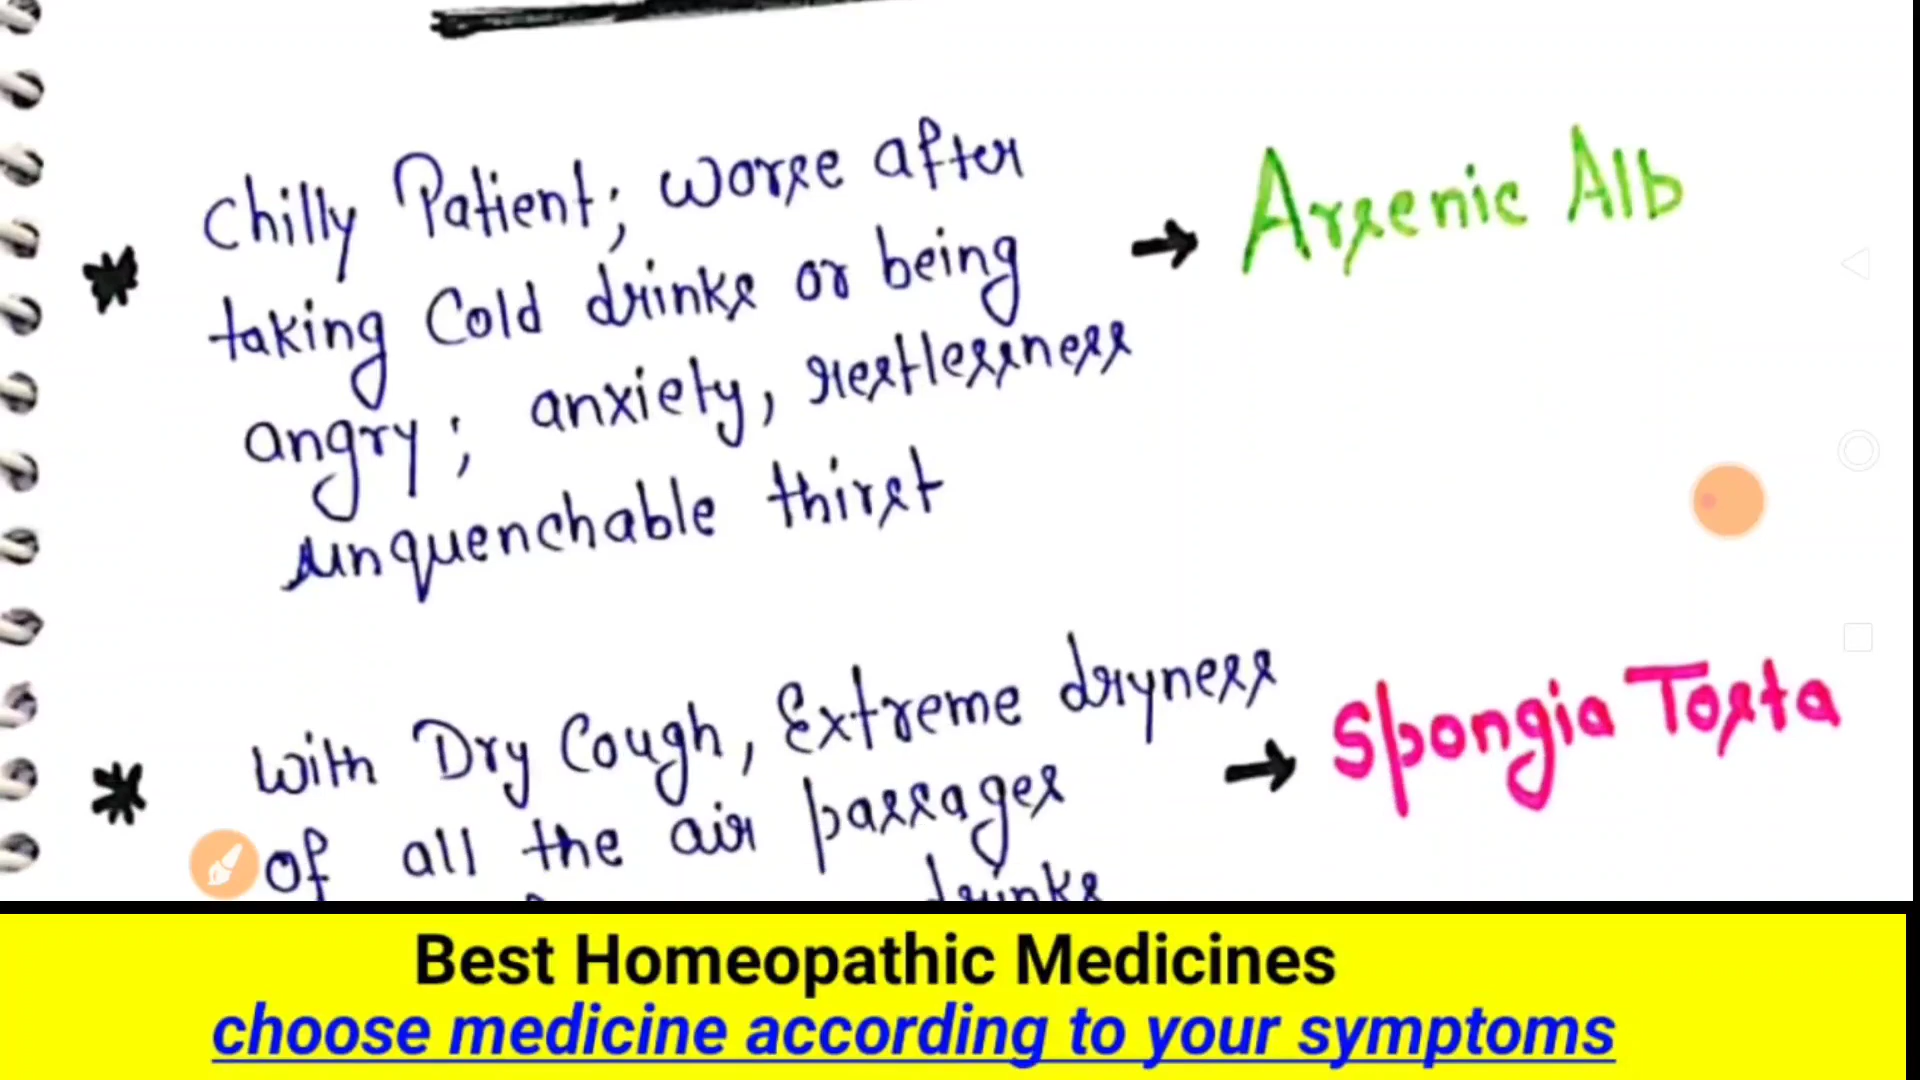 Chilly Patient; worse after
taking Cold drinks or being
angry; anxiety, restlessness
unquenchable thirst
→ Arsenic Alb
With Dry Cough, Extreme dryness
of all the air passages
drinks
→ Spongia Tosta
Best Homeopathic Medicines
choose medicine according to your symptoms